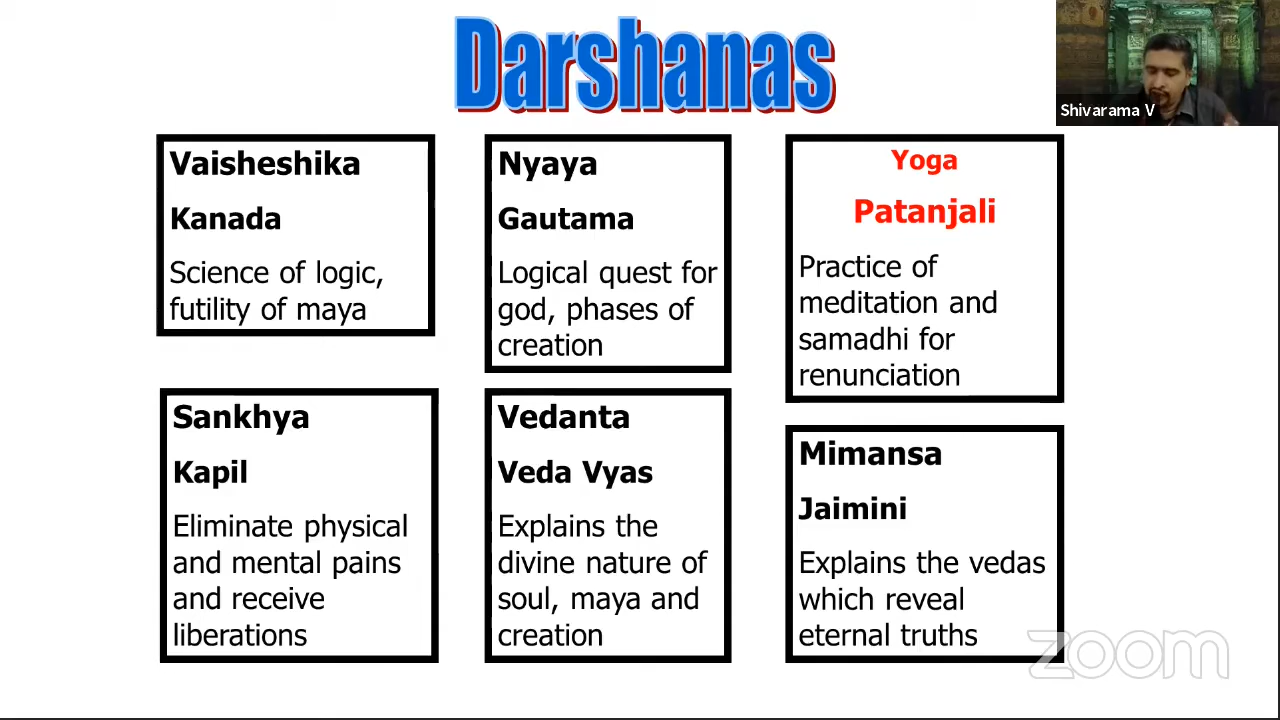 Darshanas
Shivarama V
Vaisheshika
Kanada
Science of logic,
futility of maya
Nyaya
Gautama
Logical quest for
god, phases of
creation
Yoga
Patanjali
Practice of
meditation and
samadhi for
renunciation
Sankhya
Kapil
Eliminate physical
and mental pains
and receive
liberations
Vedanta
Veda Vyas
Explains the
divine nature of
soul, maya and
creation
Mimansa
Jaimini
Explains the vedas
which reveal
eternal truths
zoom